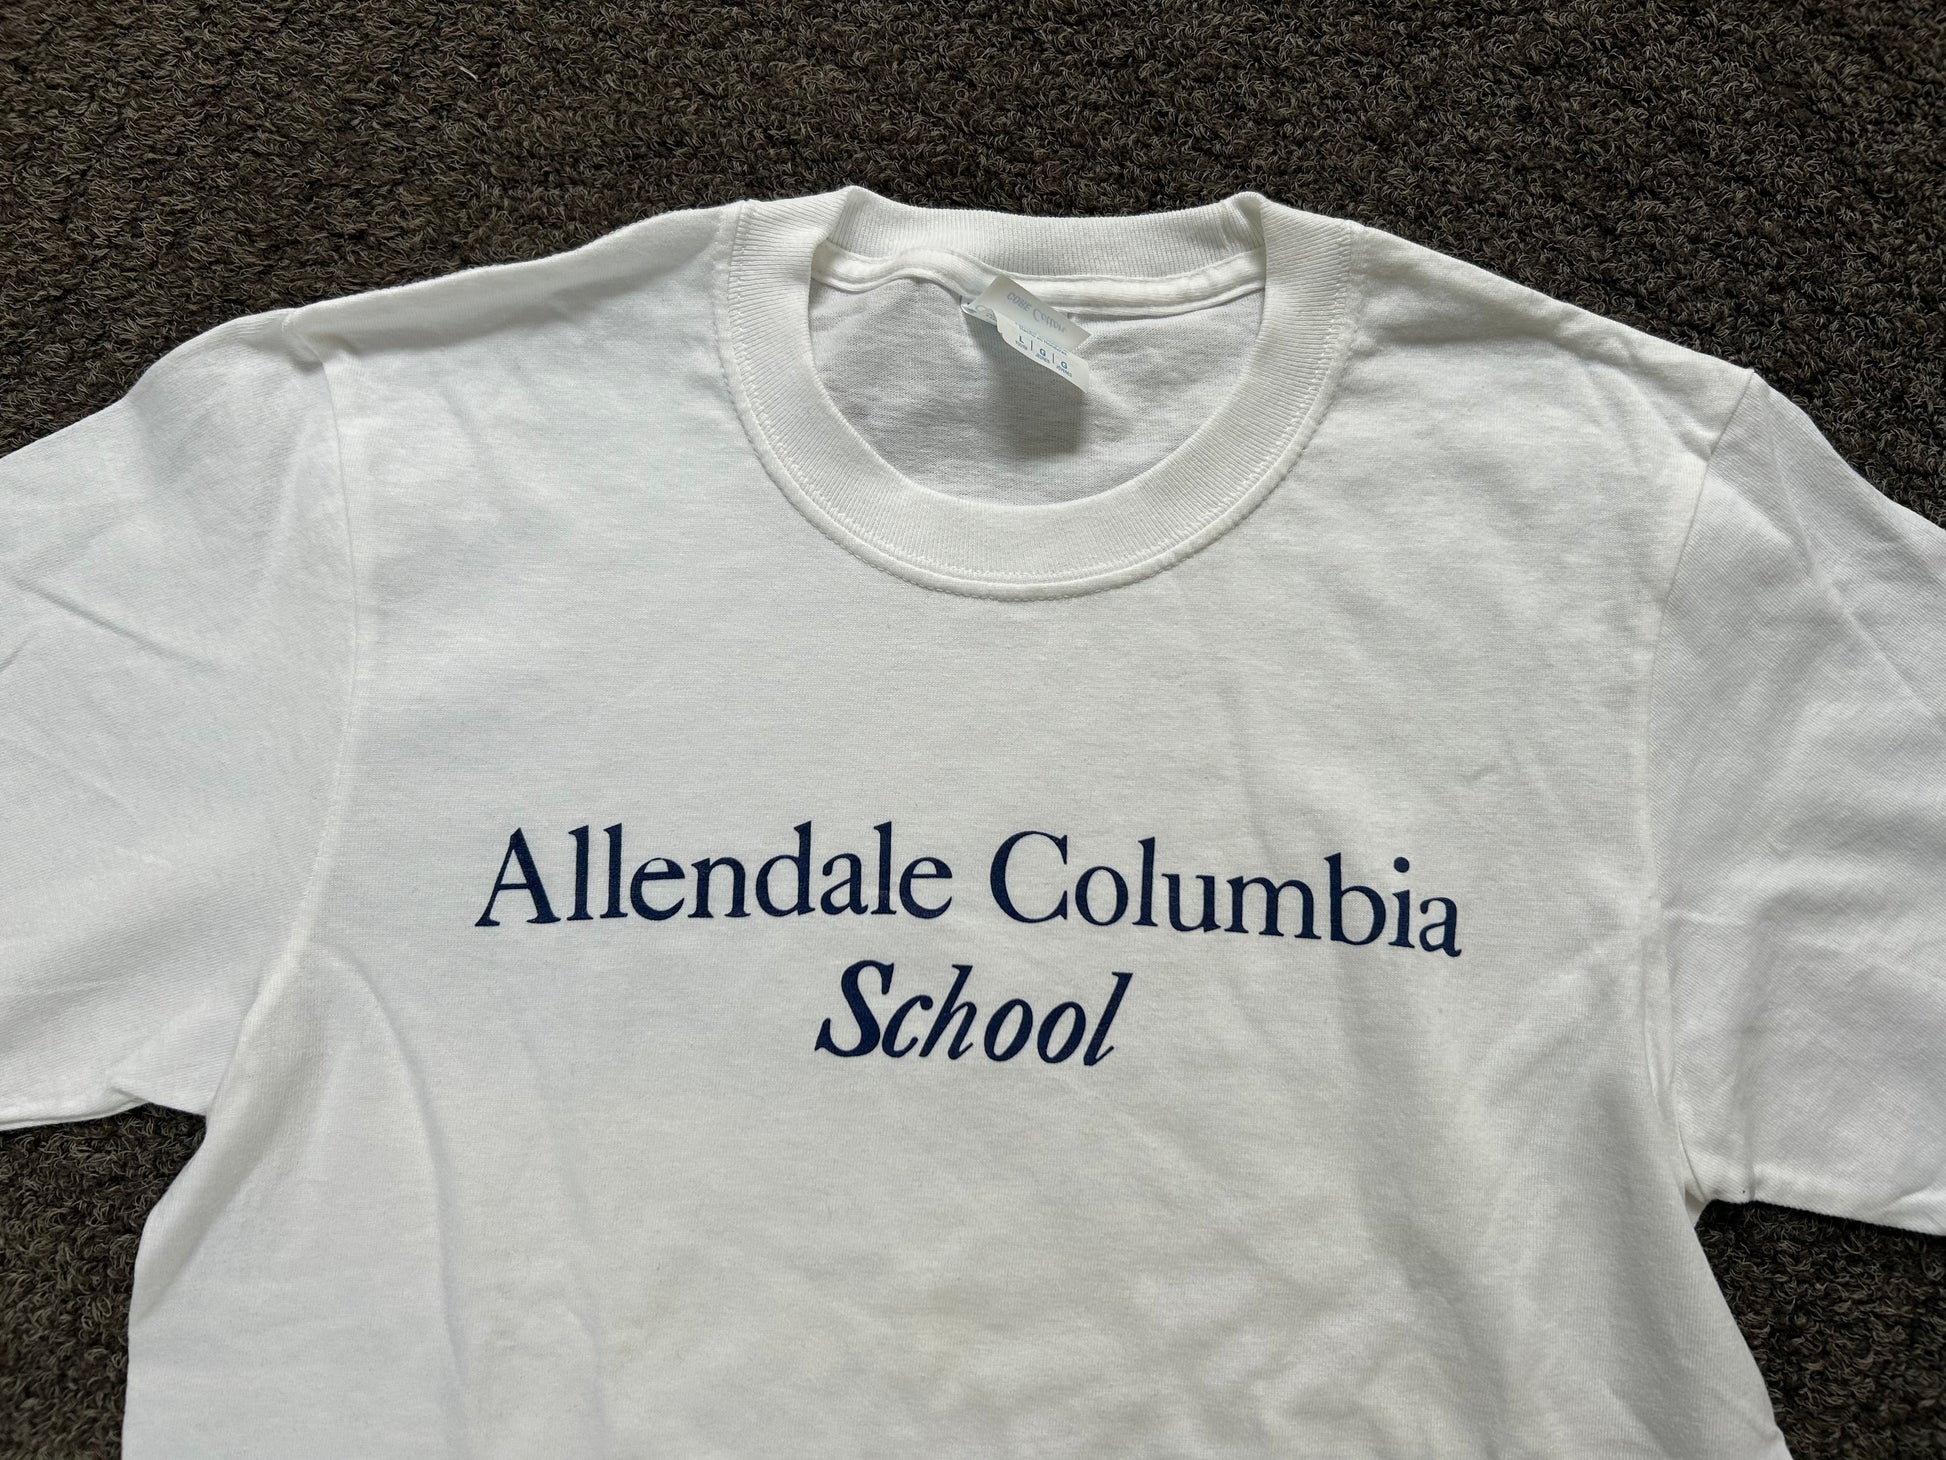 L | G | G
Allendale Columbia
School